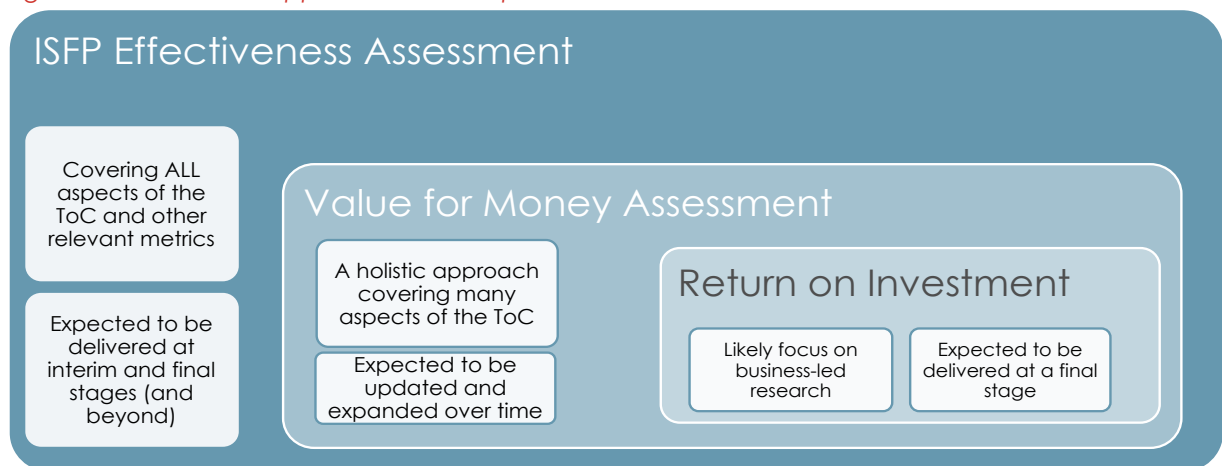 ISFP Effectiveness Assessment
Covering ALL
aspects of the
ToC and other
relevant metrics
Expected to be
delivered at
interim and final
stages (and
beyond)
Value for Money Assessment
A holistic approach
covering many
aspects of the ToC
Expected to be
updated and
expanded over time
Return on Investment
Likely focus on
business-led
research
Expected to be
delivered at a final
stage